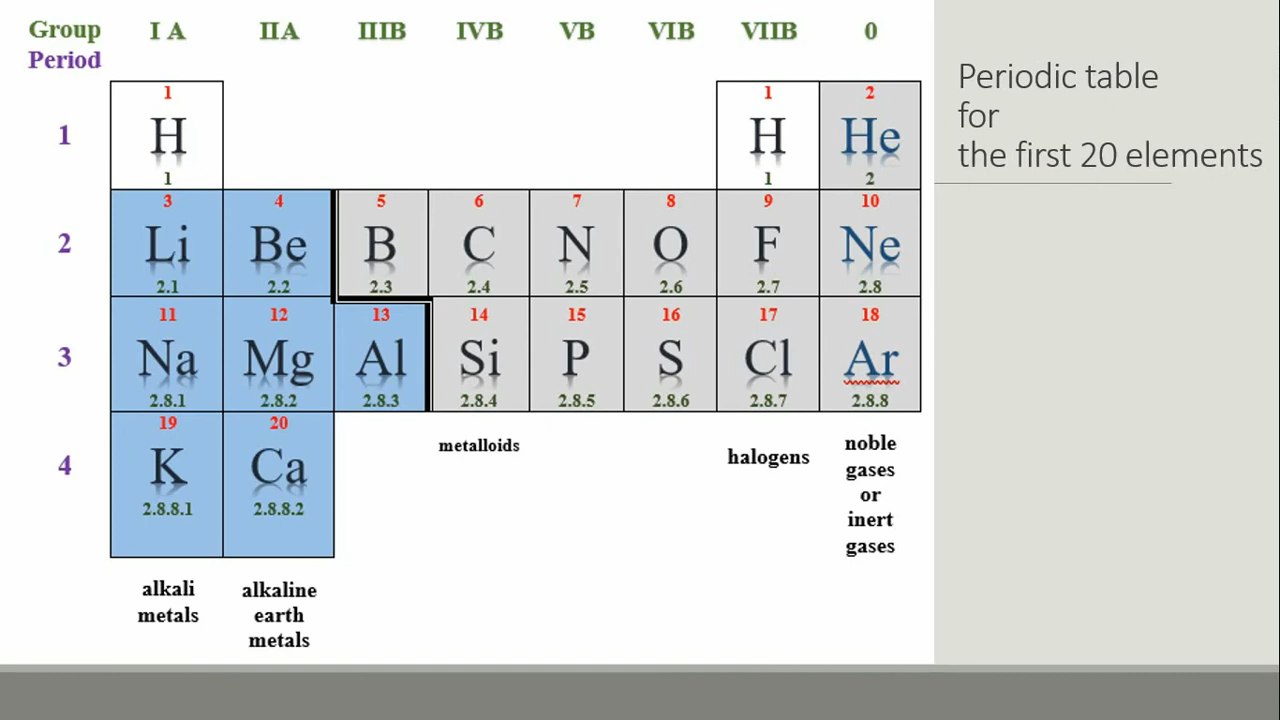 Group I A IIA IIIB IVB VB VIB VIIB 0
Period
1 1 2
1 H H He
1 1 2
3 4 5 6 7 8 9 10
2 Li Be B C N O F Ne
2.1 2.2 2.3 2.4 2.5 2.6 2.7 2.8
11 12 13 14 15 16 17 18
3 Na Mg Al Si P S Cl Ar
2.8.1 2.8.2 2.8.3 2.8.4 2.8.5 2.8.6 2.8.7 2.8.8
19 20
4 K Ca
2.8.8.1 2.8.8.2
metalloids
halogens
noble
gases
or
inert
gases
alkali
metals
alkaline
earth
metals
Periodic table
for
the first 20 elements